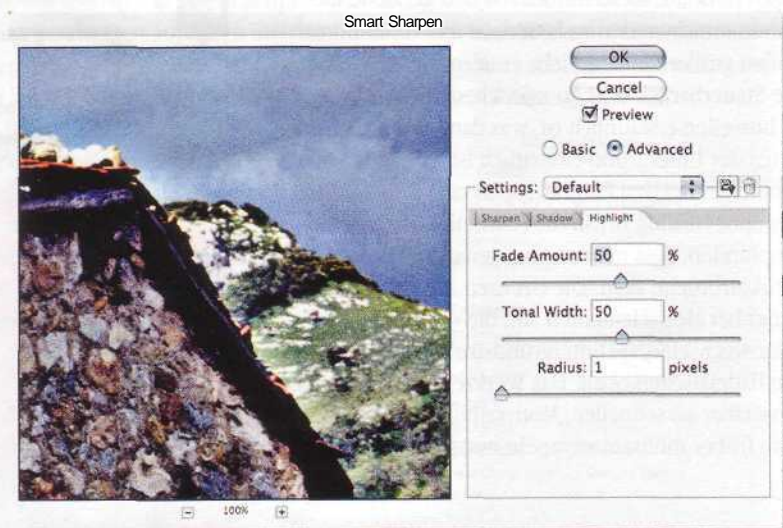 Smart Sharpen
OK
Cancel
Preview
Basic Advanced
Settings: Default
Sharpen Shadow Highlight
Fade Amount: 50 %
Tonal Width: 50 %
Radius: 1 pixels
100%